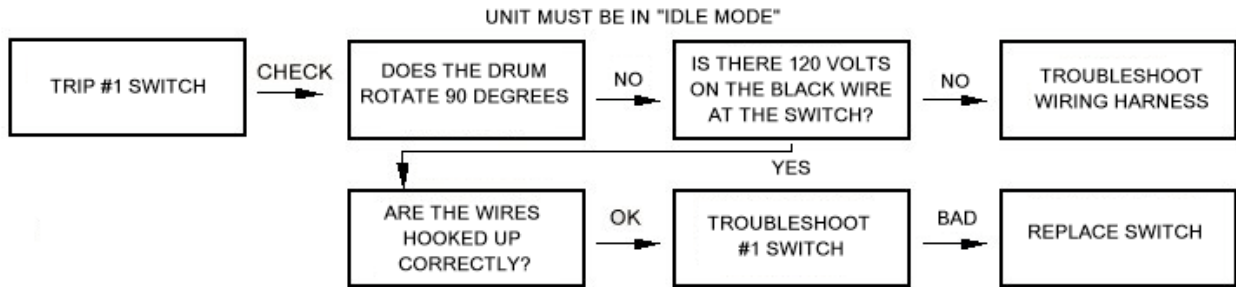 UNIT MUST BE IN "IDLE MODE"
TRIP #1 SWITCH
CHECK
DOES THE DRUM
ROTATE 90 DEGREES
NO
IS THERE 120 VOLTS
ON THE BLACK WIRE
AT THE SWITCH?
NO
TROUBLESHOOT
WIRING HARNESS
YES
ARE THE WIRES
HOOKED UP
CORRECTLY?
OK
TROUBLESHOOT
#1 SWITCH
BAD
REPLACE SWITCH